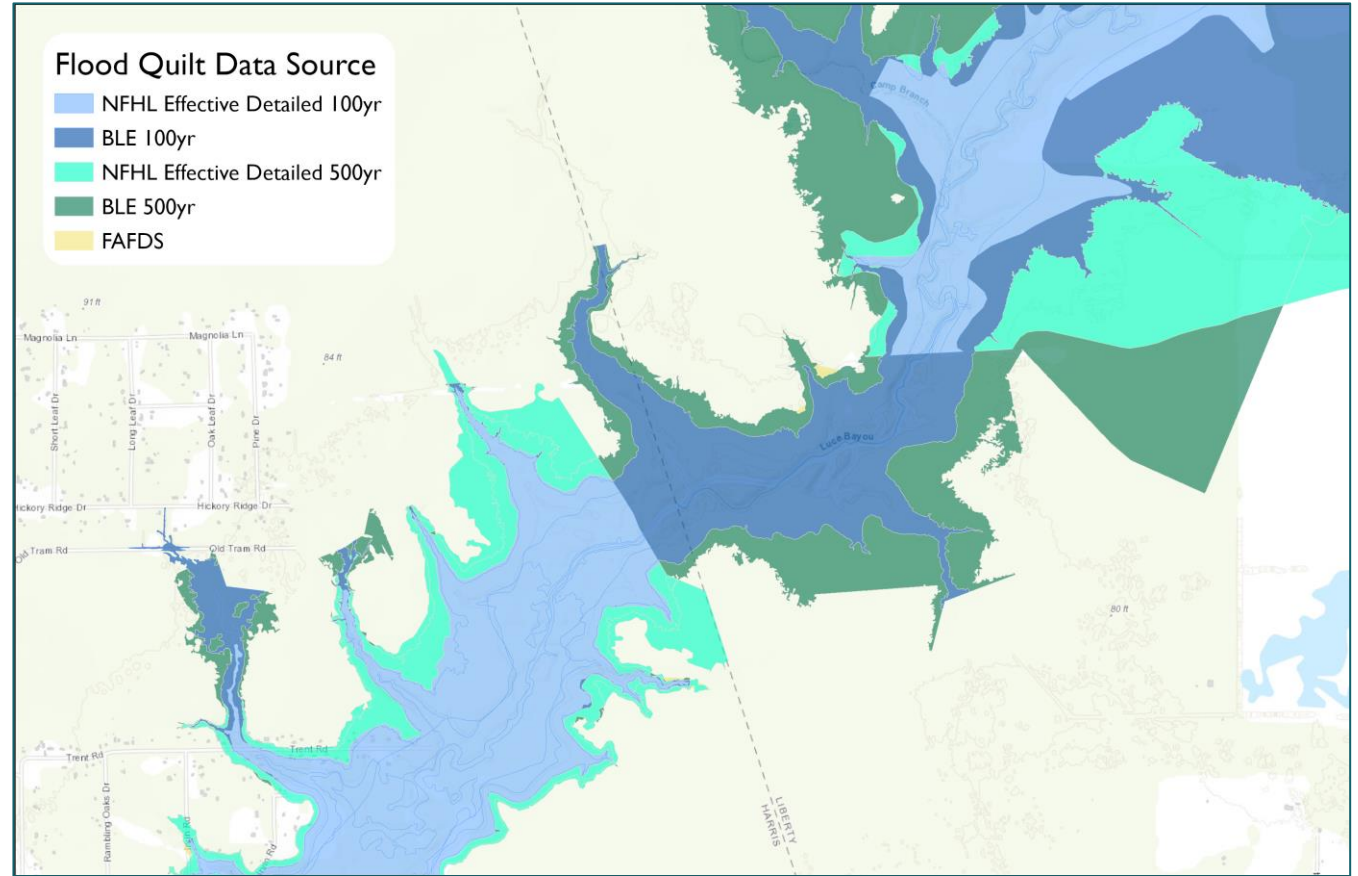 Flood Quilt Data Source
NFHL Effective Detailed 100yr
BLE 100yr
NFHL Effective Detailed 500yr
BLE 500yr
FAFDS
Camp Branch
91 ft
Magnolia Ln
Magnolia Ln
84 ft
Short Leaf Dr
Long Leaf Dr
Oak Leaf Dr
Pine Dr
Luce Bayou
Hickory Ridge Dr
Hickory Ridge Dr
Old Tram Rd
Old Tram Rd
80 ft
Trent Rd
Trent Rd
Rambling Oaks Dr
LIBERTY
HARRIS